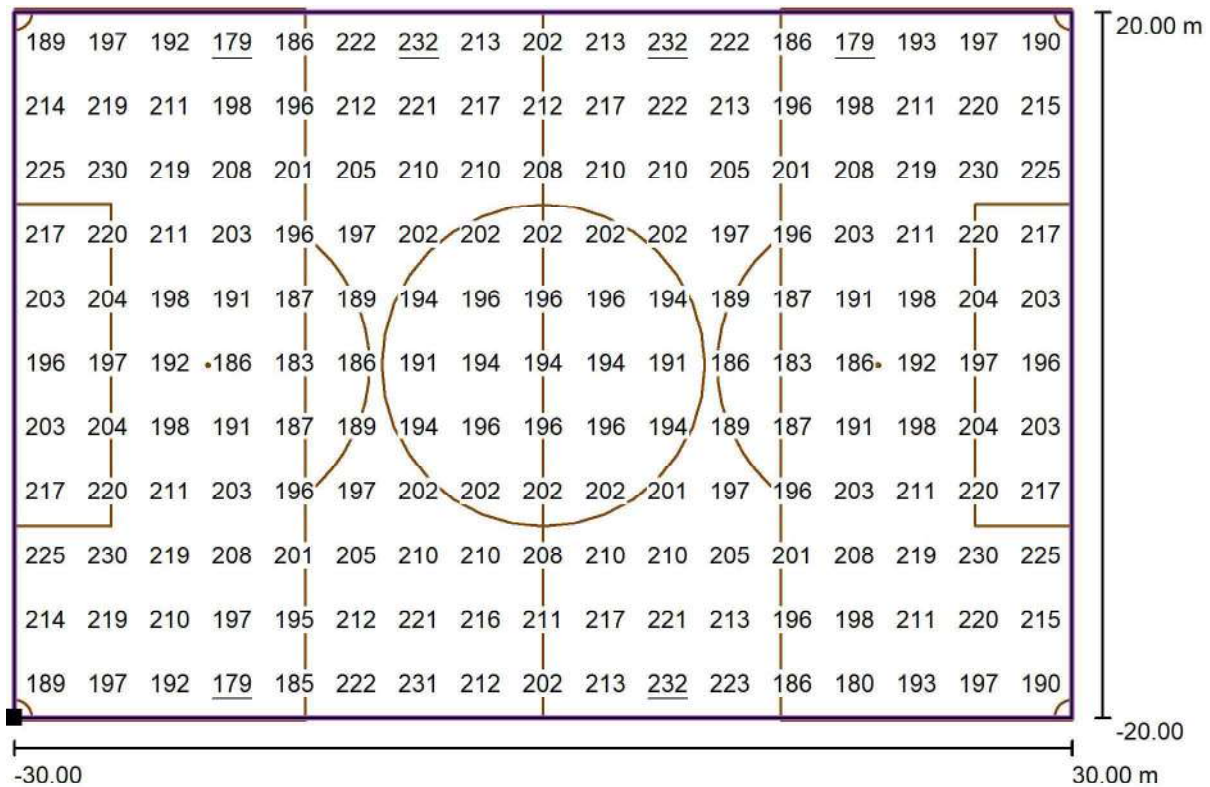 189 197 192 179 186 222 232 213 202 213 232 222 186 179 193 197 190
20.00 m
214 219 211 198 196 212 221 217 212 217 222 213 196 198 211 220 215
225 230 219 208 201 205 210 210 208 210 210 205 201 208 219 230 225
217 220 211 203 196 197 202 202 202 202 202 197 196 203 211 220 217
203 204 198 191 187 189 194 196 196 196 194 189 187 191 198 204 203
196 197 192 186 183 186 191 194 194 194 191 186 183 186 192 197 196
203 204 198 191 187 189 194 196 196 196 194 189 187 191 198 204 203
217 220 211 203 196 197 202 202 202 202 201 197 196 203 211 220 217
225 230 219 208 201 205 210 210 208 210 210 205 201 208 219 230 225
214 219 210 197 195 212 221 216 211 217 221 213 196 198 211 220 215
189 197 192 179 185 222 231 212 202 213 232 223 186 180 193 197 190
-20.00
-30.00
30.00 m